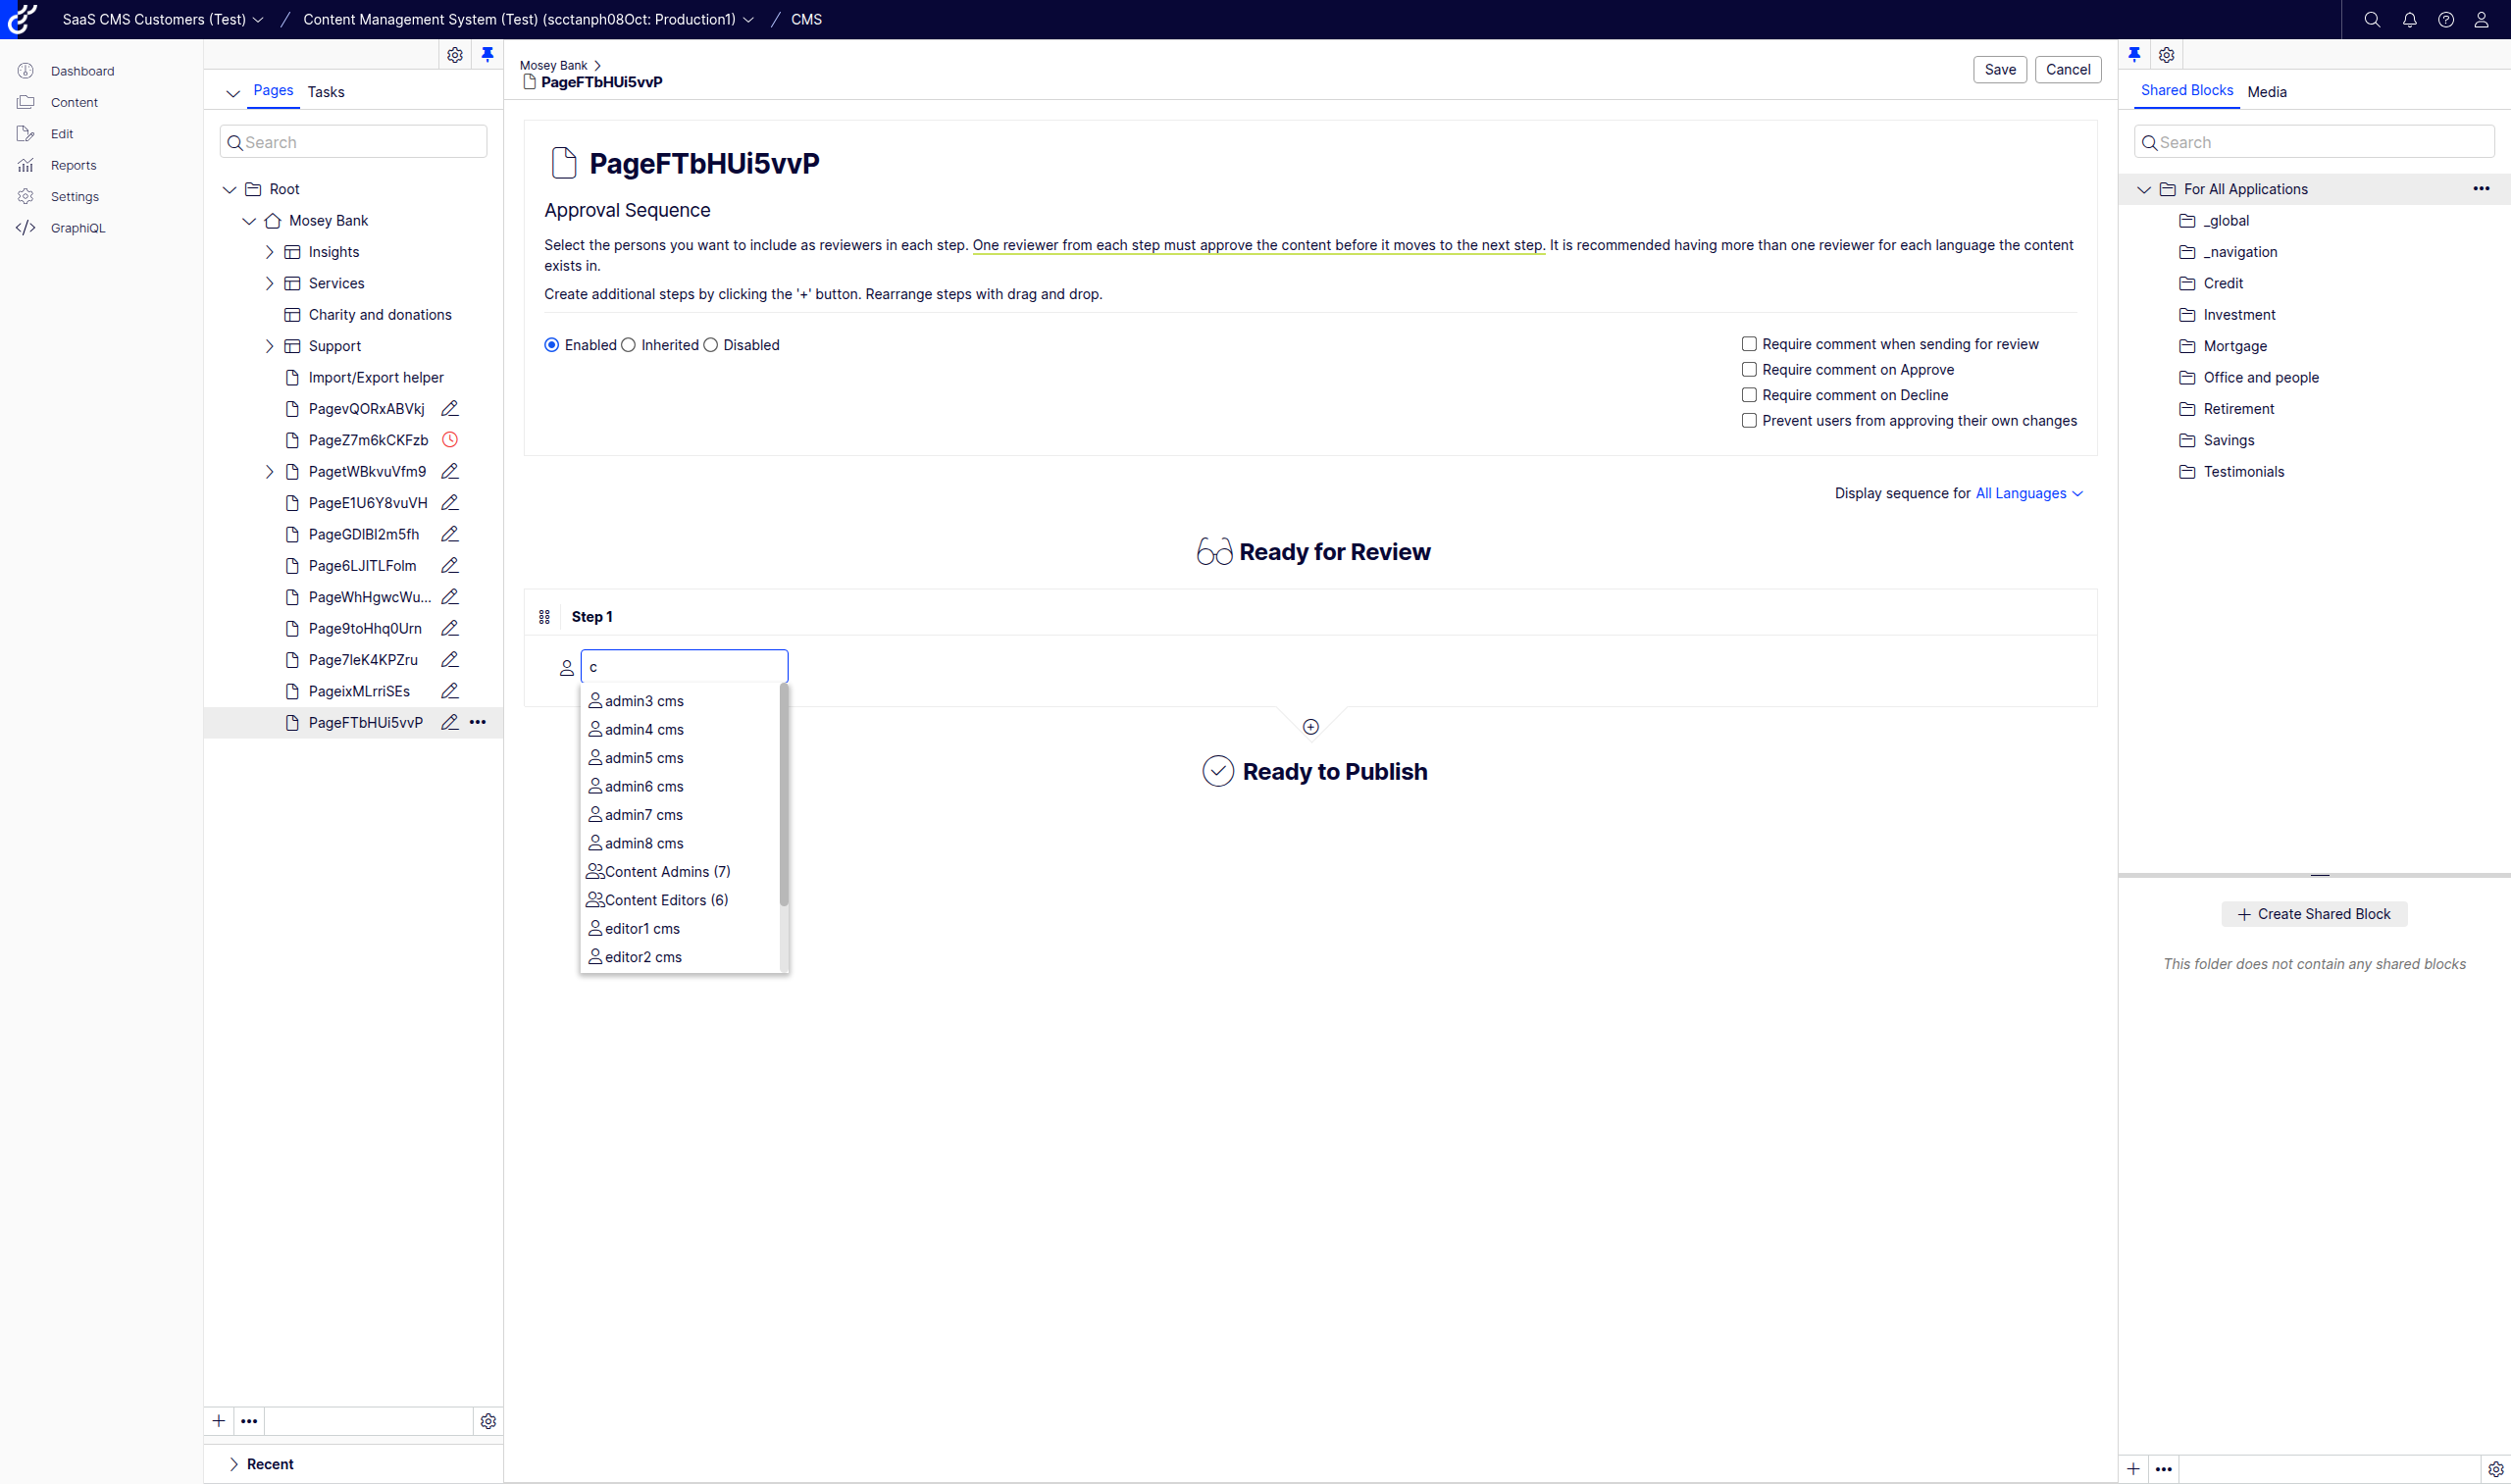 SaaS CMS Customers (Test) / Content Management System (Test) (scctanph08Oct: Production1) / CMS
Dashboard
Content
Edit
Reports
Settings
GraphiQL
Pages Tasks
Search
Root
Mosey Bank
Insights
Services
Charity and donations
Support
Import/Export helper
PagevQORxABVkj
PageZ7m6kCKFzb
PagetWBkvuVfm9
PageE1U6Y8vuVH
PageGDIBI2m5fh
Page6LJITLFolm
PageWhHgwcWu...
Page9toHhq0Urn
Page7leK4KPZru
PageixMLrriSEs
PageFTbHUi5vvP
Recent
Mosey Bank
PageFTbHUi5vvP
Save Cancel
PageFTbHUi5vvP
Approval Sequence
Select the persons you want to include as reviewers in each step. One reviewer from each step must approve the content before it moves to the next step. It is recommended having more than one reviewer for each language the content
exists in.
Create additional steps by clicking the '+' button. Rearrange steps with drag and drop.
Enabled Inherited Disabled
Require comment when sending for review
Require comment on Approve
Require comment on Decline
Prevent users from approving their own changes
Display sequence for All Languages
Ready for Review
Step 1
c
admin3 cms
admin4 cms
admin5 cms
admin6 cms
admin7 cms
admin8 cms
Content Admins (7)
Content Editors (6)
editor1 cms
editor2 cms
Ready to Publish
Shared Blocks Media
Search
For All Applications
_global
_navigation
Credit
Investment
Mortgage
Office and people
Retirement
Savings
Testimonials
Create Shared Block
This folder does not contain any shared blocks